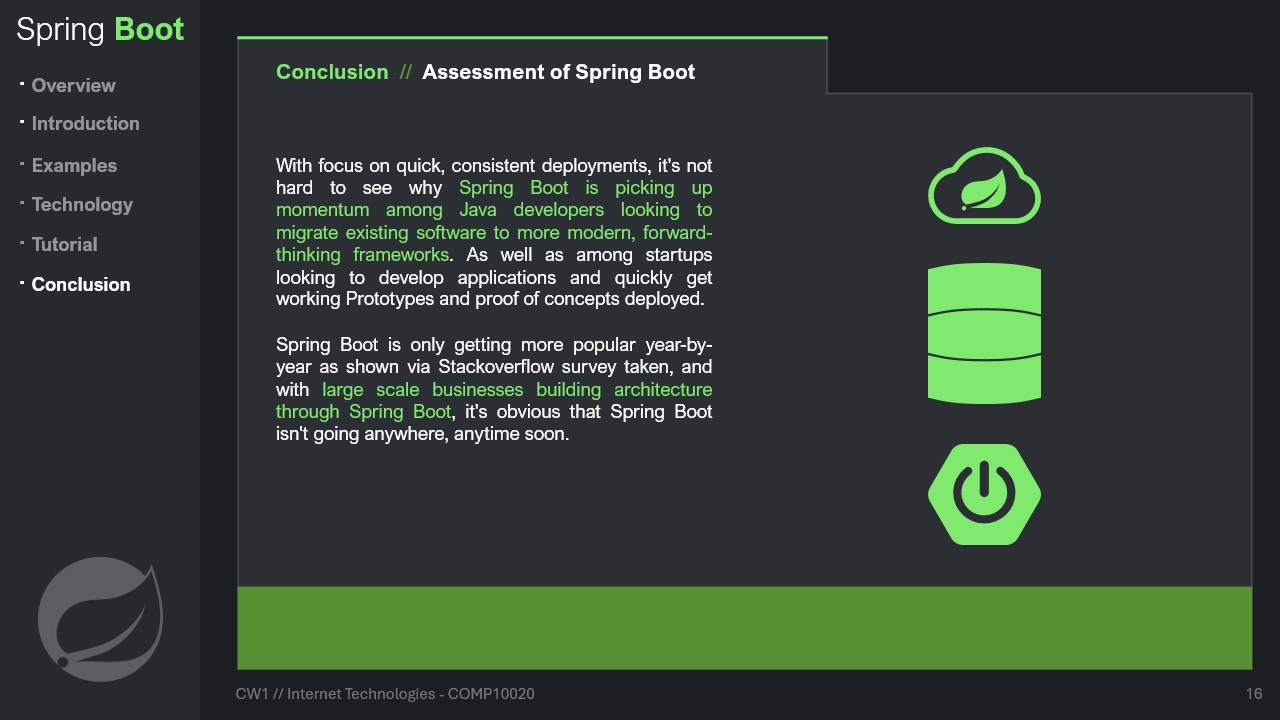 Spring Boot
Overview
Introduction
Examples
Technology
Tutorial
Conclusion
Conclusion // Assessment of Spring Boot
With focus on quick, consistent deployments, it's not
hard to see why Spring Boot is picking up
momentum among Java developers looking to
migrate existing software to more modern, forward-
thinking frameworks. As well as among startups
looking to develop applications and quickly get
working Prototypes and proof of concepts deployed.
Spring Boot is only getting more popular year-by-
year as shown via Stackoverflow survey taken, and
with large scale businesses building architecture
through Spring Boot, it's obvious that Spring Boot
isn't going anywhere, anytime soon.
CW1 // Internet Technologies - COMP10020
16